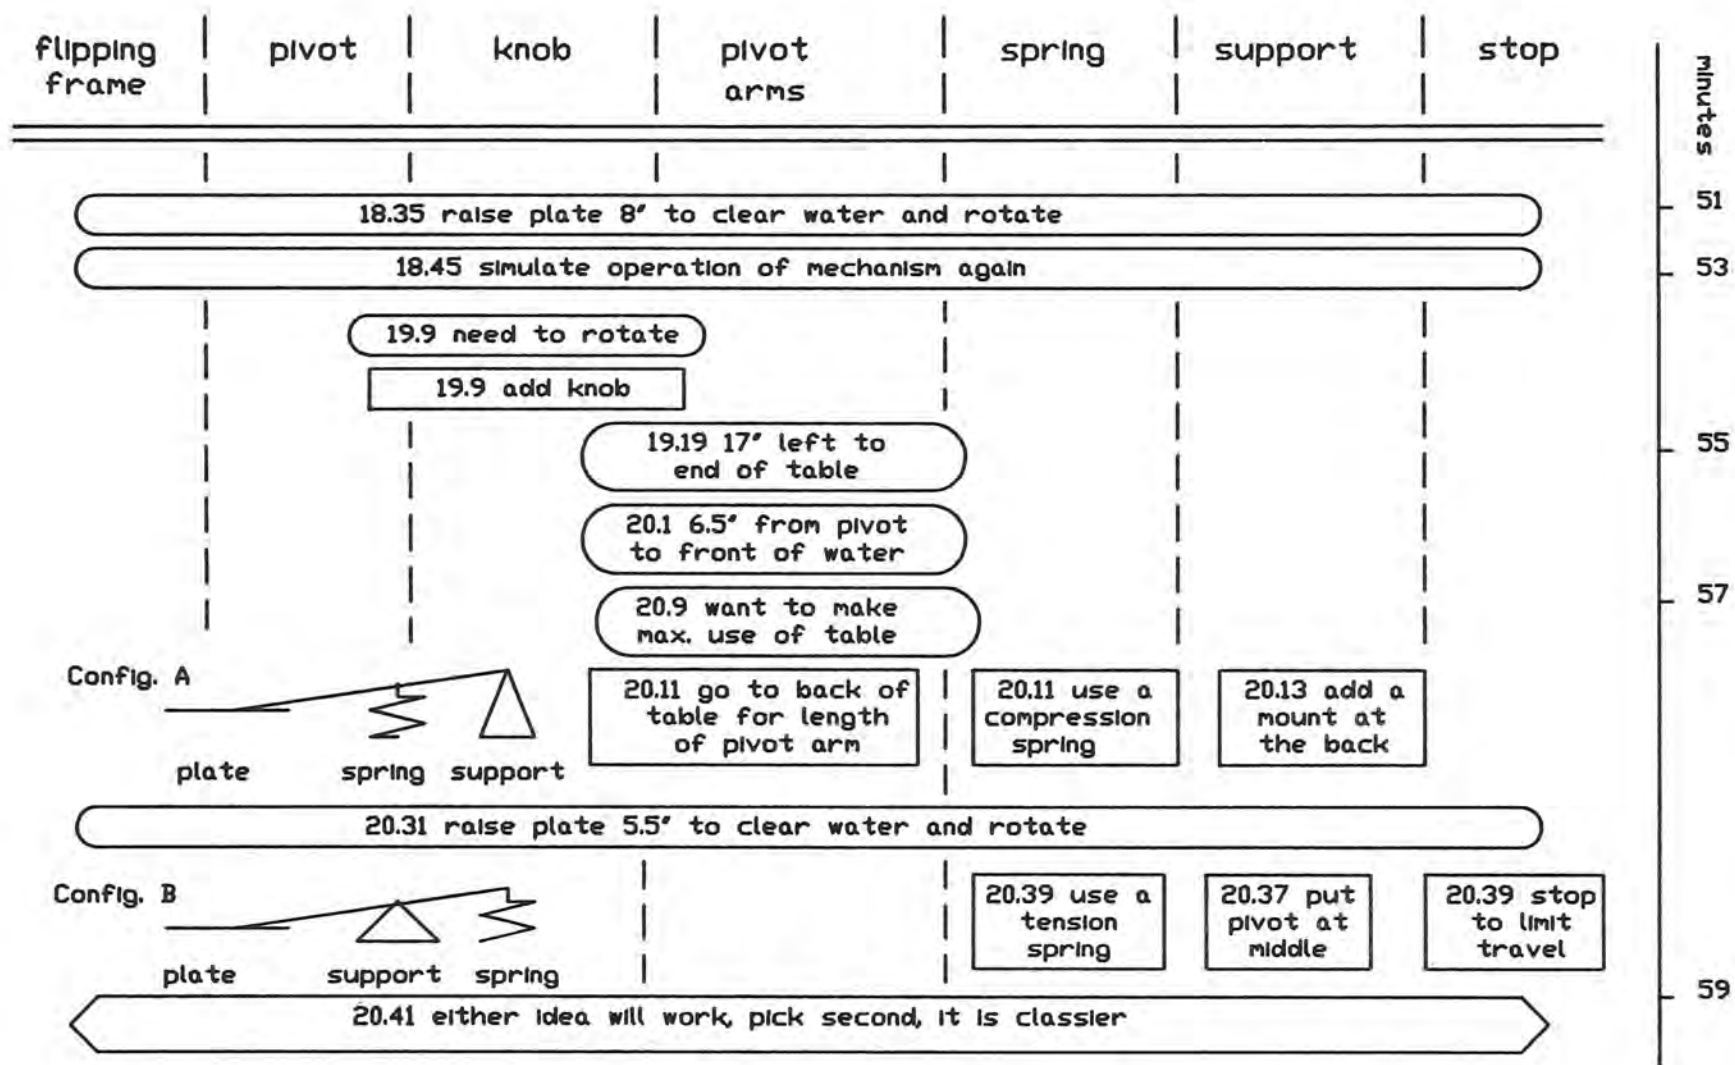 flipping frame
pivot
knob
pivot arms
spring
support
stop
minutes
18.35 raise plate 8" to clear water and rotate
51
18.45 simulate operation of mechanism again
53
19.9 need to rotate
19.9 add knob
19.19 17" left to
end of table
55
20.1 6.5" from pivot
to front of water
20.9 want to make
max. use of table
57
Config. A
plate
spring
support
20.11 go to back of
table for length
of pivot arm
20.11 use a
compression
spring
20.13 add a
mount at
the back
20.31 raise plate 5.5" to clear water and rotate
Config. B
plate
support
spring
20.39 use a
tension
spring
20.37 put
pivot at
middle
20.39 stop
to limit
travel
59
20.41 either idea will work, pick second, it is classier